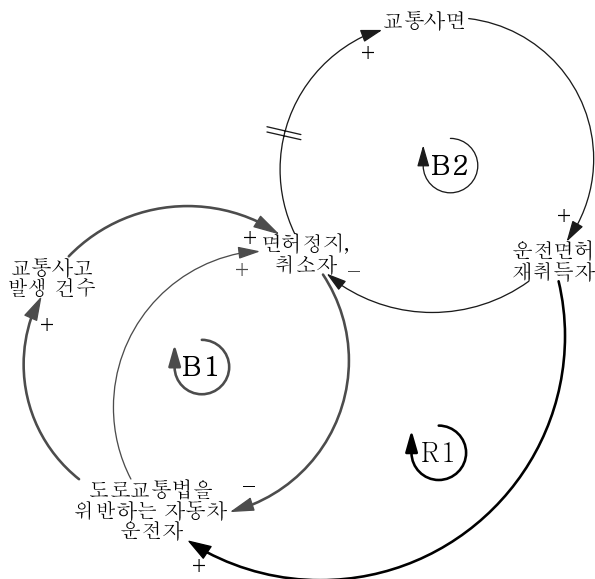 교통사면
+
B2
+
+ 면허정지,
취소자 -
+
운전면허
재취득자
교통사고
발생 건수
+
B1
R1
-
도로교통법을
위반하는 자동차
운전자
+